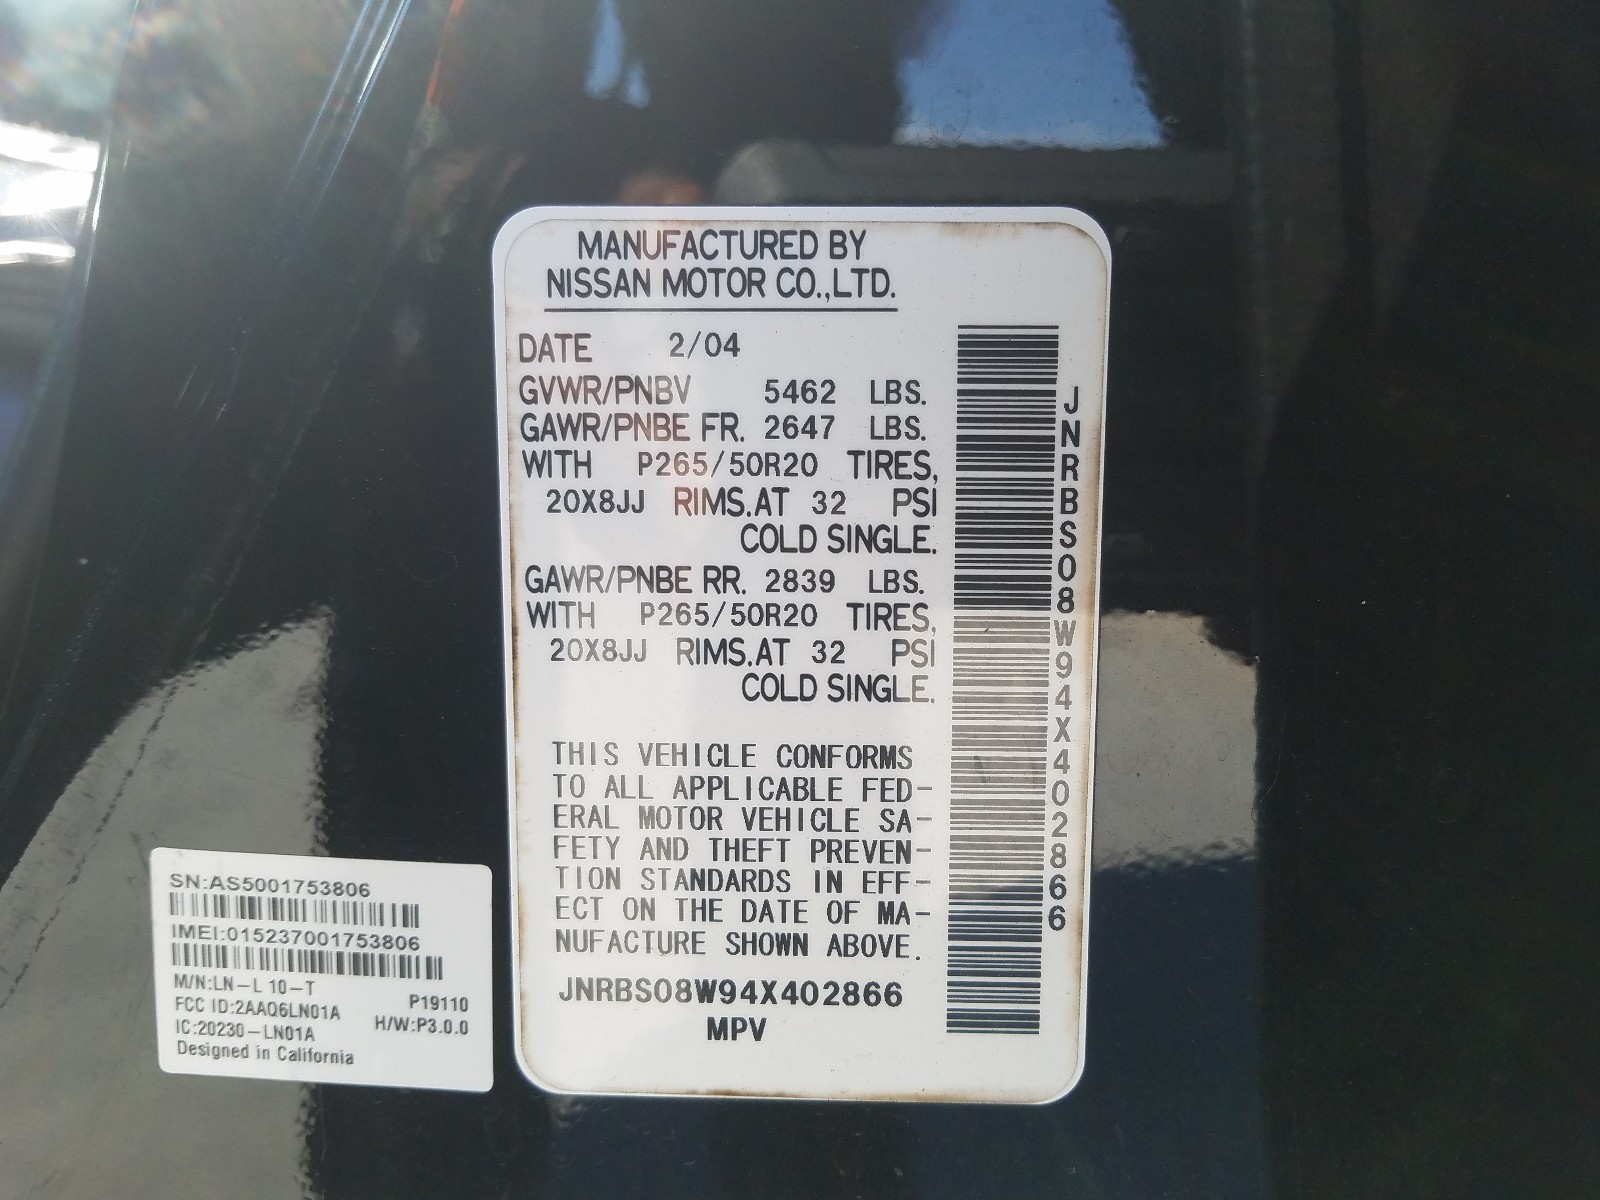 MANUFACTURED BY
NISSAN MOTOR CO.,LTD.
DATE 2/04
GVWR/PNBV 5462 LBS.
GAWR/PNBE FR. 2647 LBS.
WITH P265/50R20 TIRES,
20X8JJ RIMS.AT 32 PSI
COLD SINGLE.
GAWR/PNBE RR. 2839 LBS.
WITH P265/50R20 TIRES,
20X8JJ RIMS.AT 32 PSI
COLD SINGLE.
THIS VEHICLE CONFORMS
TO ALL APPLICABLE FED-
ERAL MOTOR VEHICLE SA-
FETY AND THEFT PREVEN-
TION STANDARDS IN EFF-
ECT ON THE DATE OF MA-
NUFACTURE SHOWN ABOVE.
JNRBS08W94X402866
MPV
JNRBS08W94X402866
SN:AS5001753806
IMEI:015237001753806
M/N:LN-L 10-T
FCC ID:2AAQ6LN01A P19110
IC:20230-LN01A H/W:P3.0.0
Designed in California